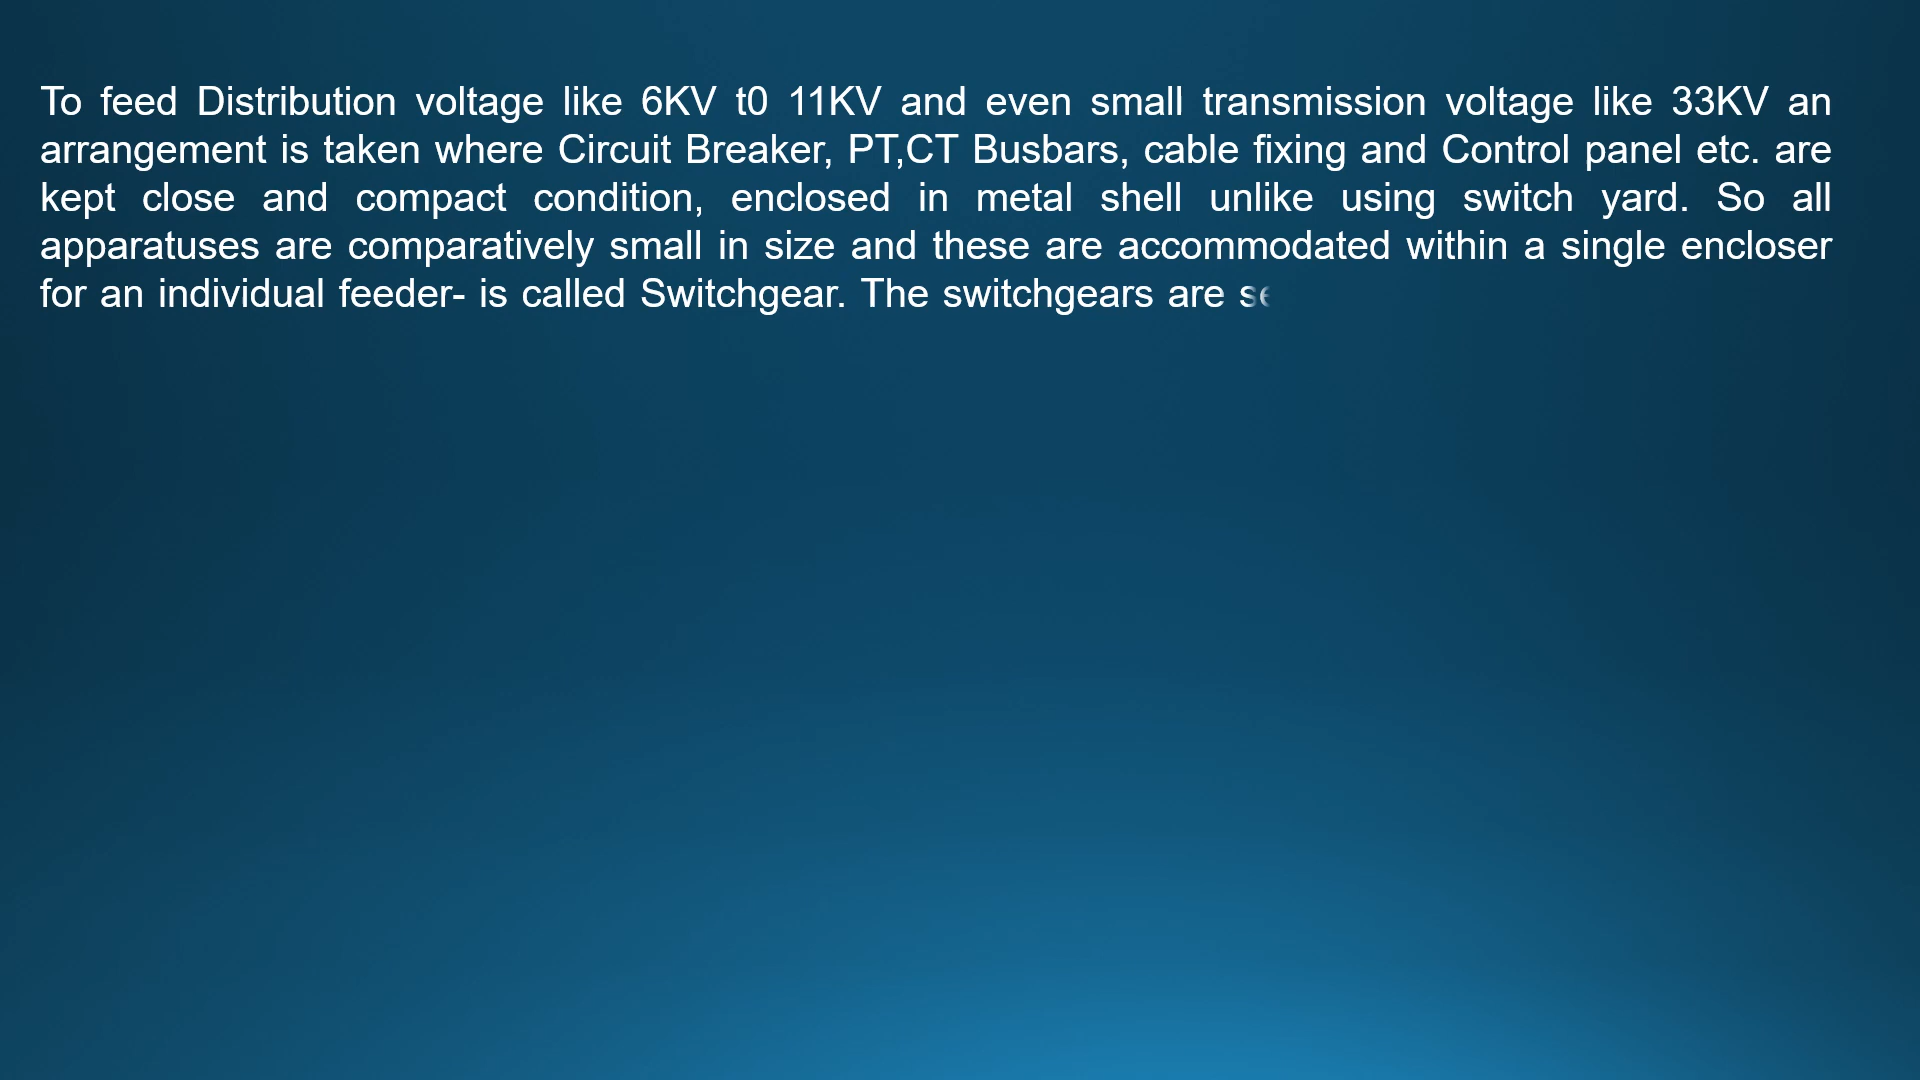 To feed Distribution voltage like 6KV t0 11KV and even small transmission voltage like 33KV an
arrangement is taken where Circuit Breaker, PT,CT Busbars, cable fixing and Control panel etc. are
kept close and compact condition, enclosed in metal shell unlike using switch yard. So all
apparatuses are comparatively small in size and these are accommodated within a single encloser
for an individual feeder- is called Switchgear. The switchgears are